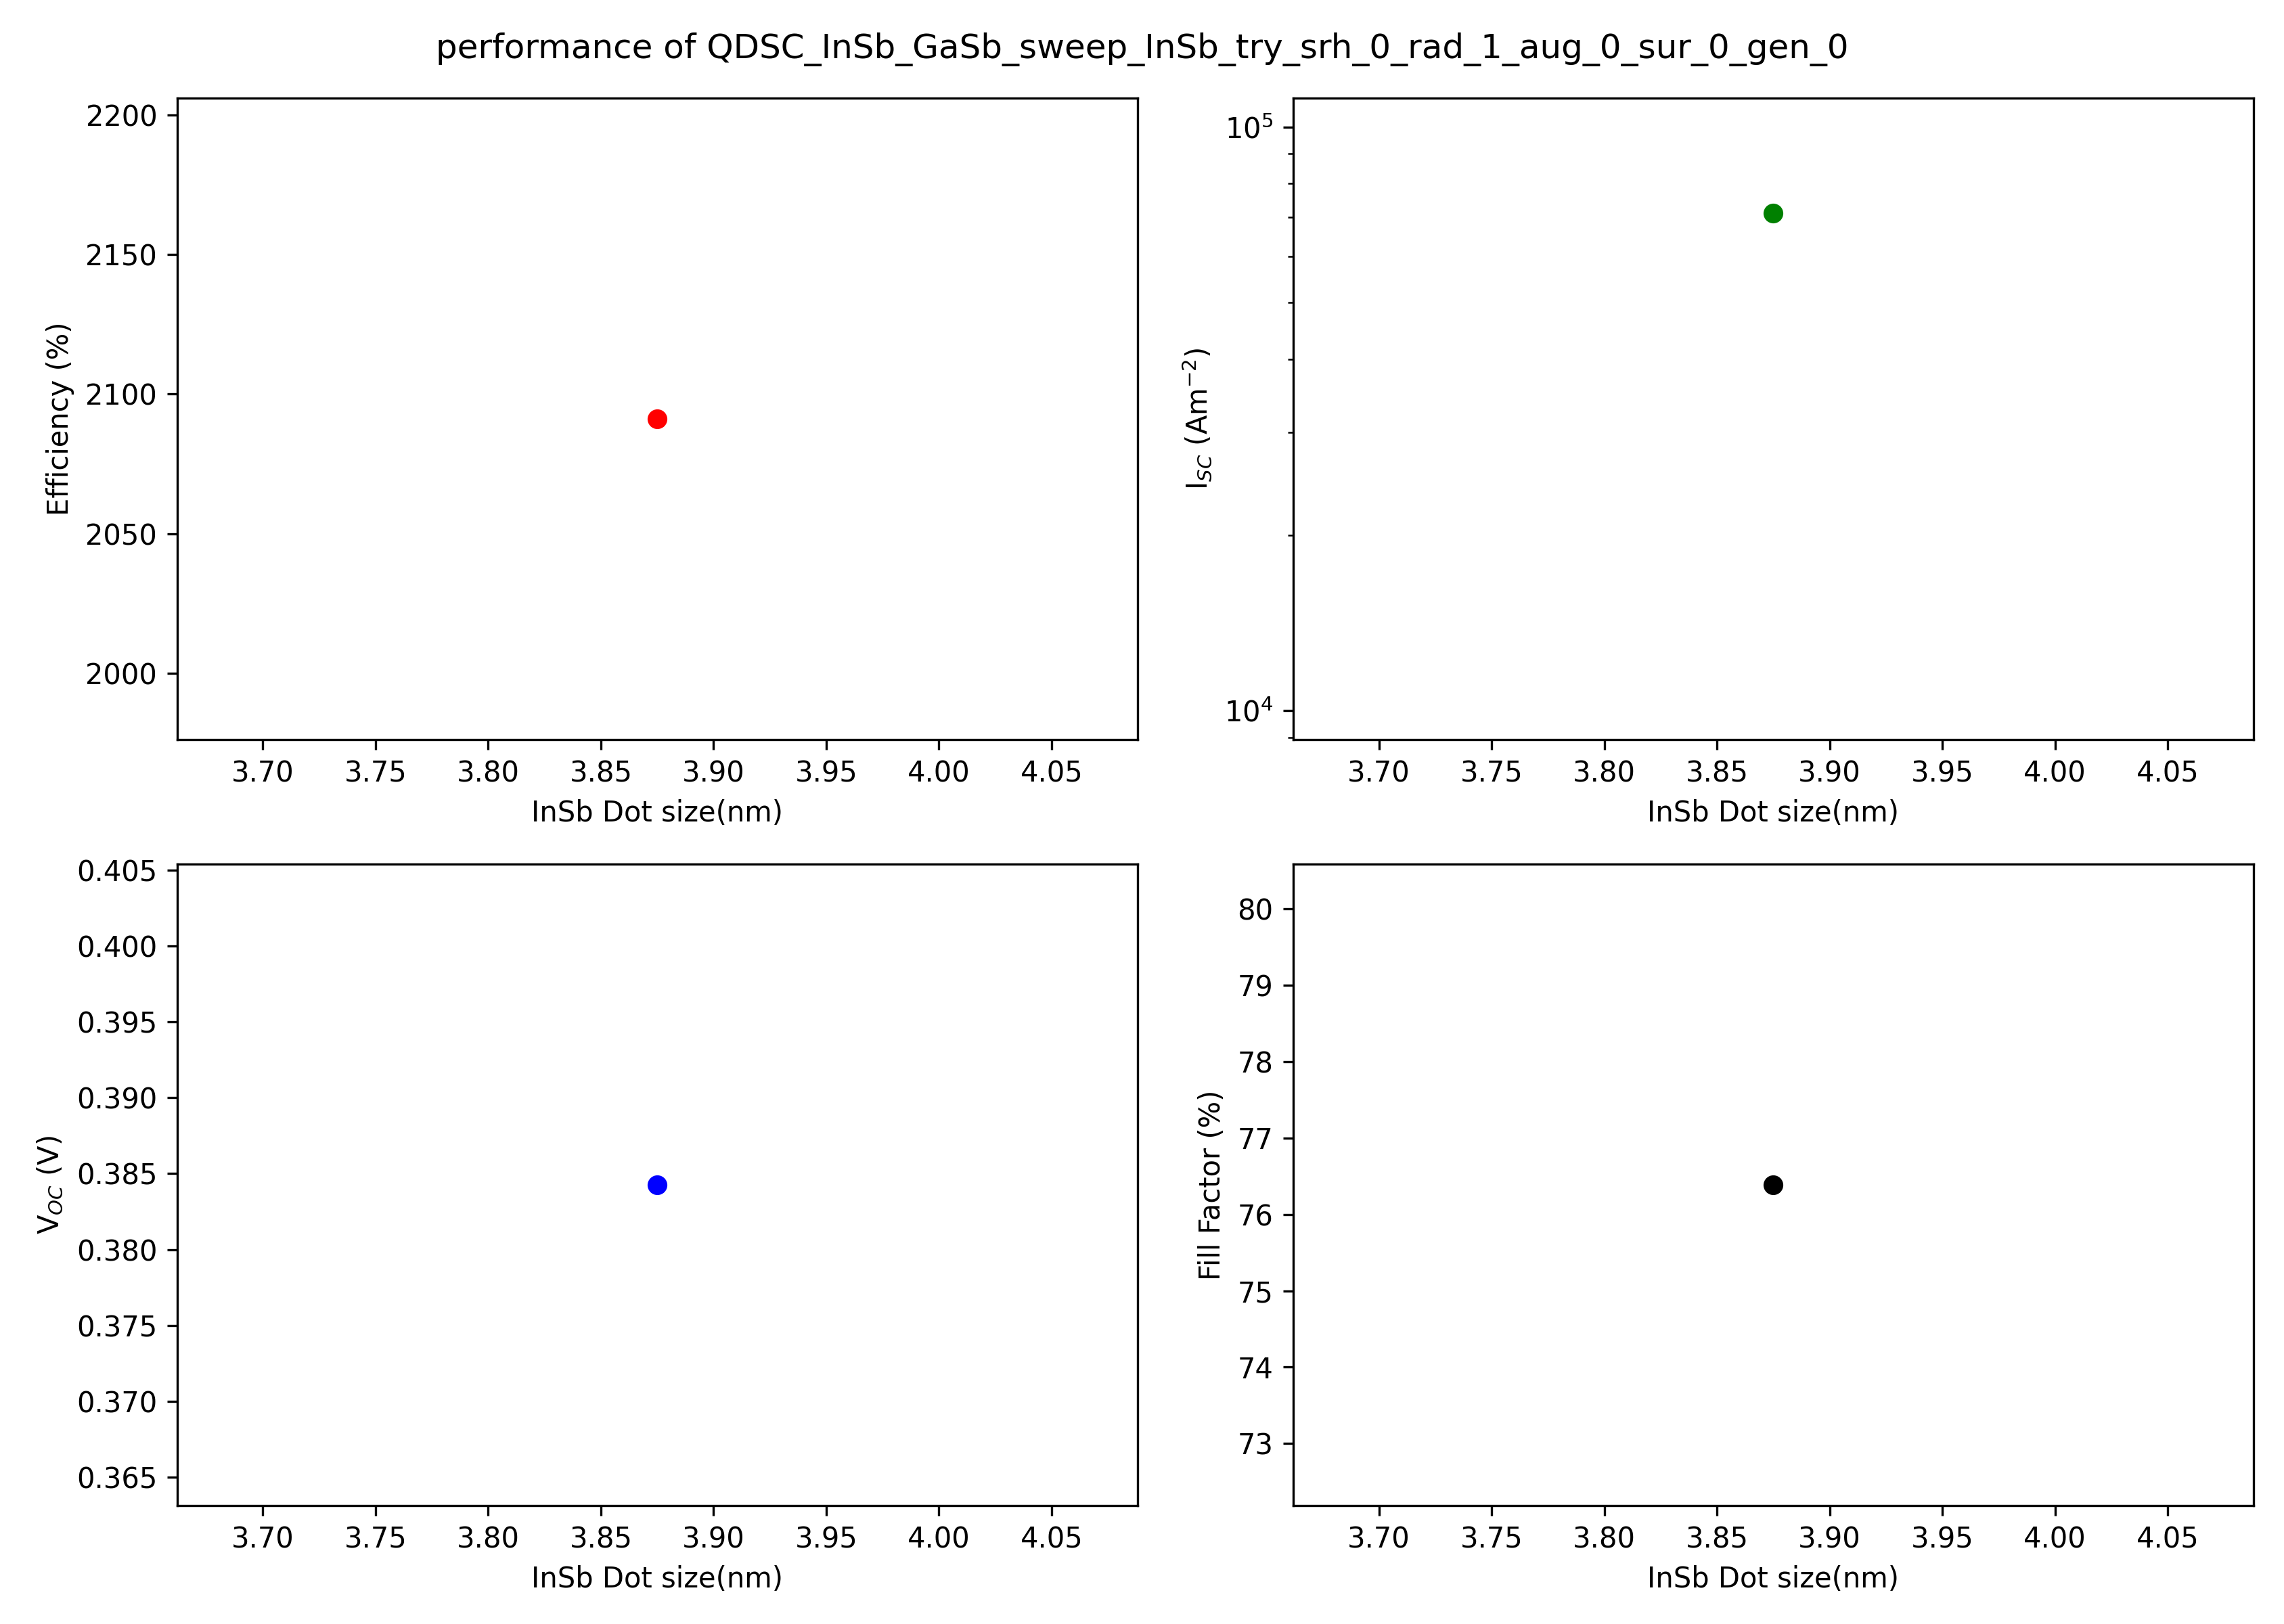 performance of QDSC_InSb_GaSb_sweep_InSb_try_srh_0_rad_1_aug_0_sur_0_gen_0
Efficiency (%)
2200
2150
2100
2050
2000
3.70 3.75 3.80 3.85 3.90 3.95 4.00 4.05
InSb Dot size(nm)
I_{SC} (Am^{−2})
10^5
10^4
3.70 3.75 3.80 3.85 3.90 3.95 4.00 4.05
InSb Dot size(nm)
V_{OC} (V)
0.405
0.400
0.395
0.390
0.385
0.380
0.375
0.370
0.365
3.70 3.75 3.80 3.85 3.90 3.95 4.00 4.05
InSb Dot size(nm)
Fill Factor (%)
80
79
78
77
76
75
74
73
3.70 3.75 3.80 3.85 3.90 3.95 4.00 4.05
InSb Dot size(nm)